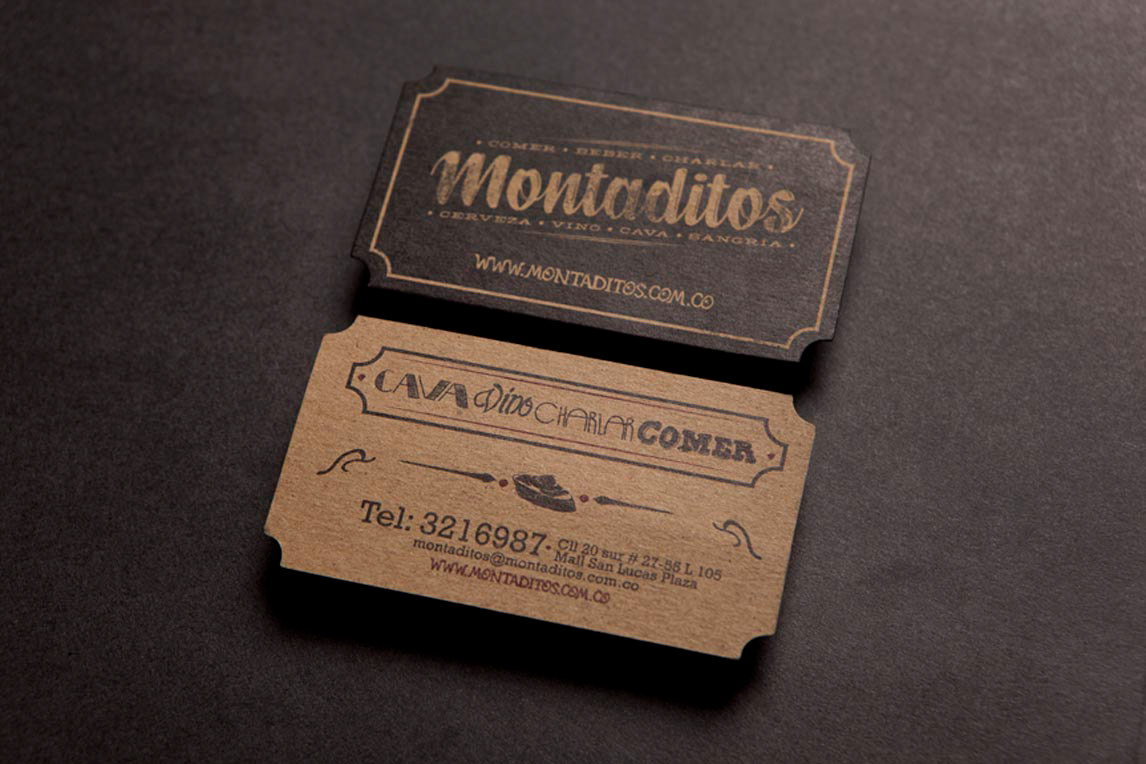 • COMER • BEBER • CHARLAR •
Montaditos
• CERVEZA • VINO • CAVA • SANGRIA •
WWW.MONTADITOS.COM.CO
CAVA Vino CHARLAR COMER
Tel: 3216987 • Cll 20 sur # 27-55 L 105
Mall San Lucas Plaza
montaditos@montaditos.com.co
WWW.MONTADITOS.COM.CO